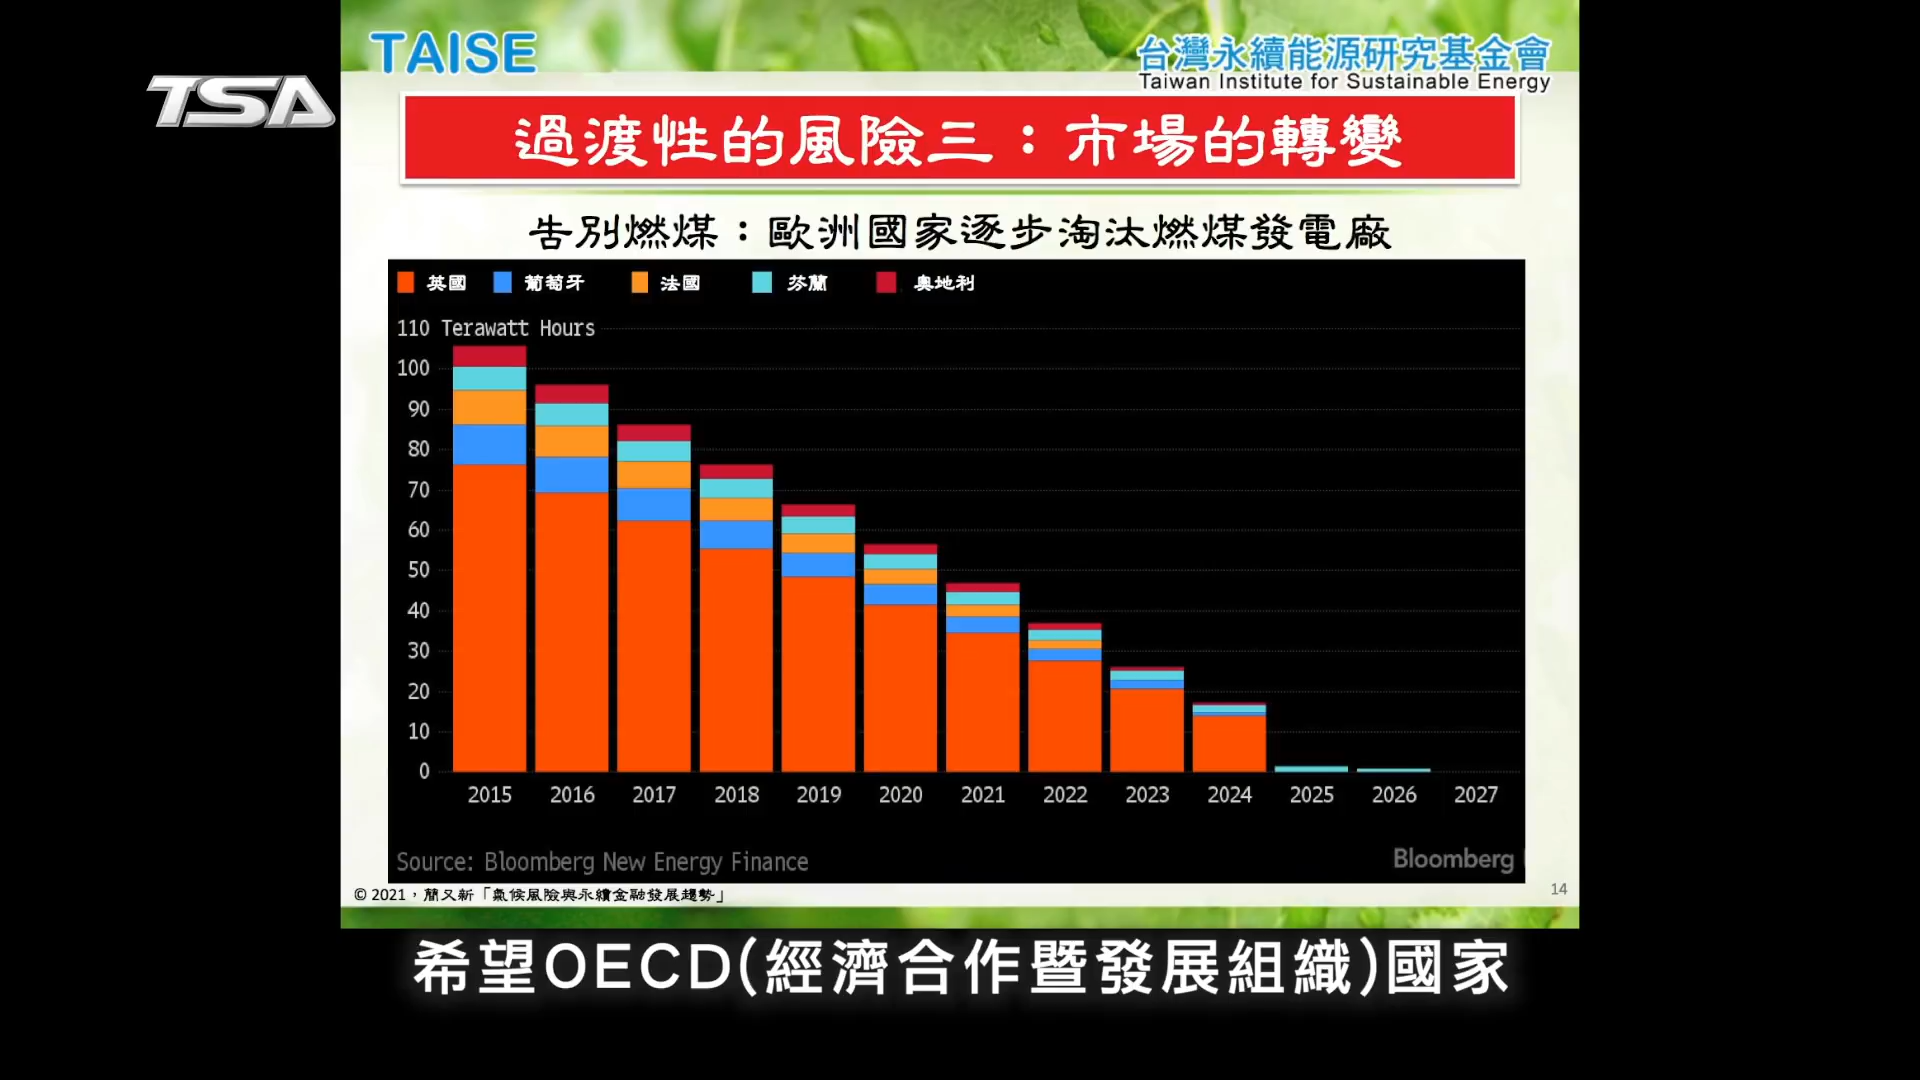 TSA
TAISE
台灣永續能源研究基金會
Taiwan Institute for Sustainable Energy
過渡性的風險三：市場的轉變
告別燃煤：歐洲國家逐步淘汰燃煤發電廠
英國 葡萄牙 法國 芬蘭 奧地利
110 Terawatt Hours
100
90
80
70
60
50
40
30
20
10
0
2015 2016 2017 2018 2019 2020 2021 2022 2023 2024 2025 2026 2027
Source: Bloomberg New Energy Finance
Bloomberg
© 2021，簡又新「氣候風險與永續金融發展趨勢」
14
希望OECD(經濟合作暨發展組織)國家